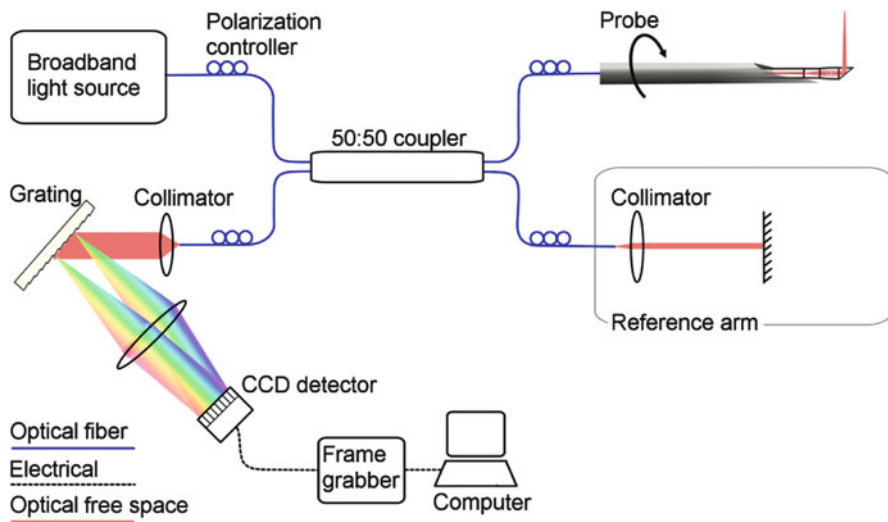 Polarization
controller
Broadband
light source
Probe
50:50 coupler
Grating
Collimator
Collimator
Reference arm
CCD detector
Optical fiber
Electrical
Optical free space
Frame
grabber
Computer